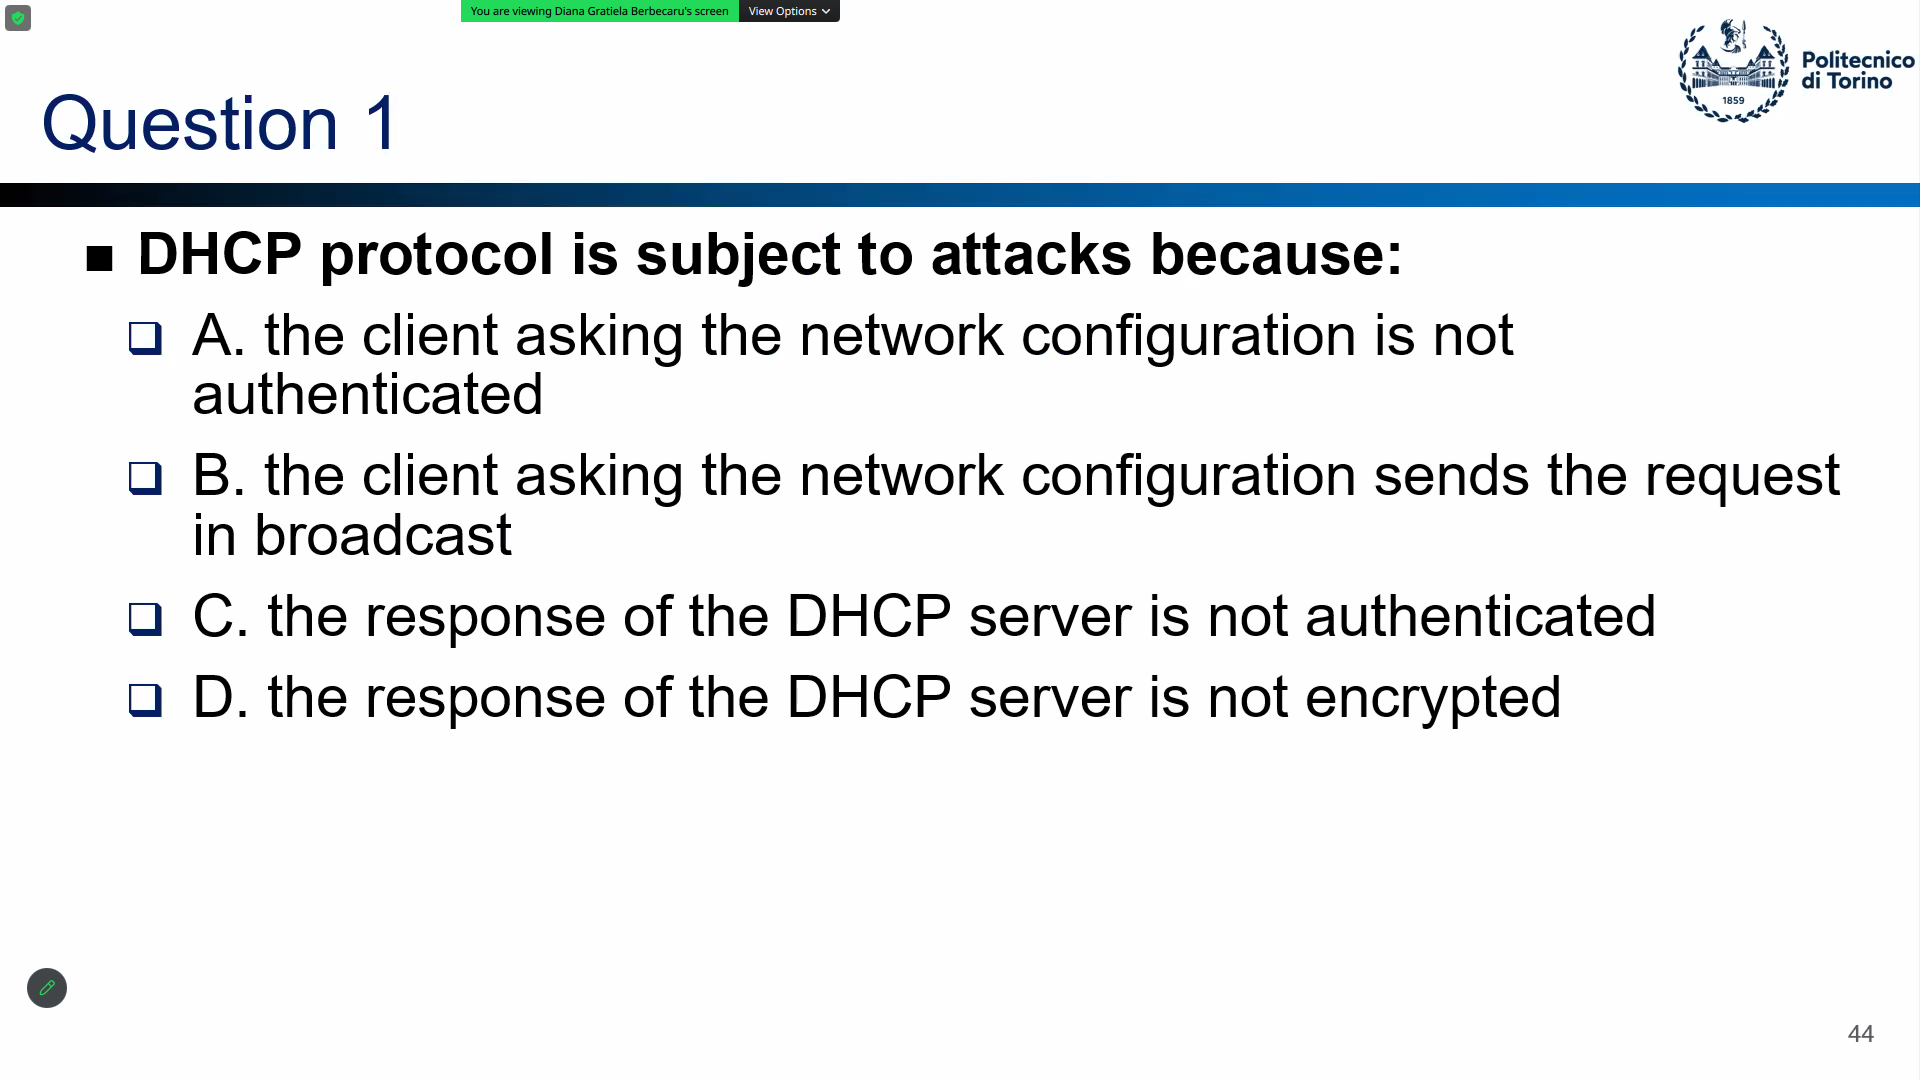 You are viewing Diana Gratiela Berbecaru's screen View Options
Politecnico
di Torino
1859
Question 1
DHCP protocol is subject to attacks because:
A. the client asking the network configuration is not
authenticated
B. the client asking the network configuration sends the request
in broadcast
C. the response of the DHCP server is not authenticated
D. the response of the DHCP server is not encrypted
44